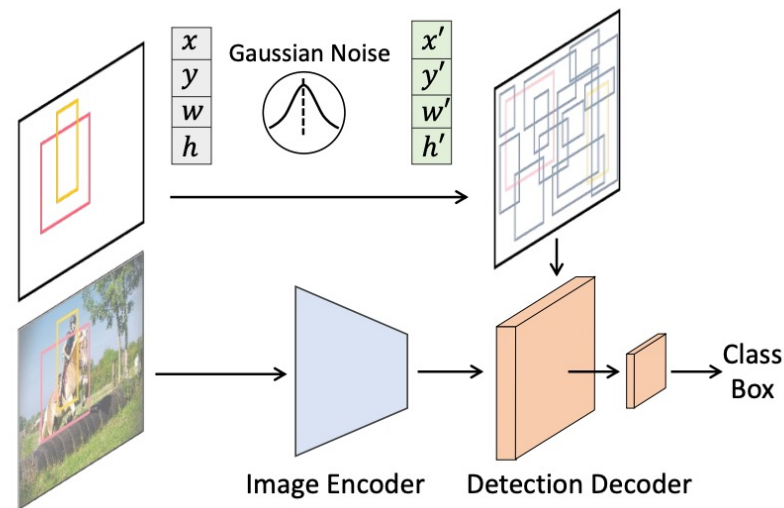 x
y
w
h
Gaussian Noise
x′
y′
w′
h′
Image Encoder
Detection Decoder
Class
Box